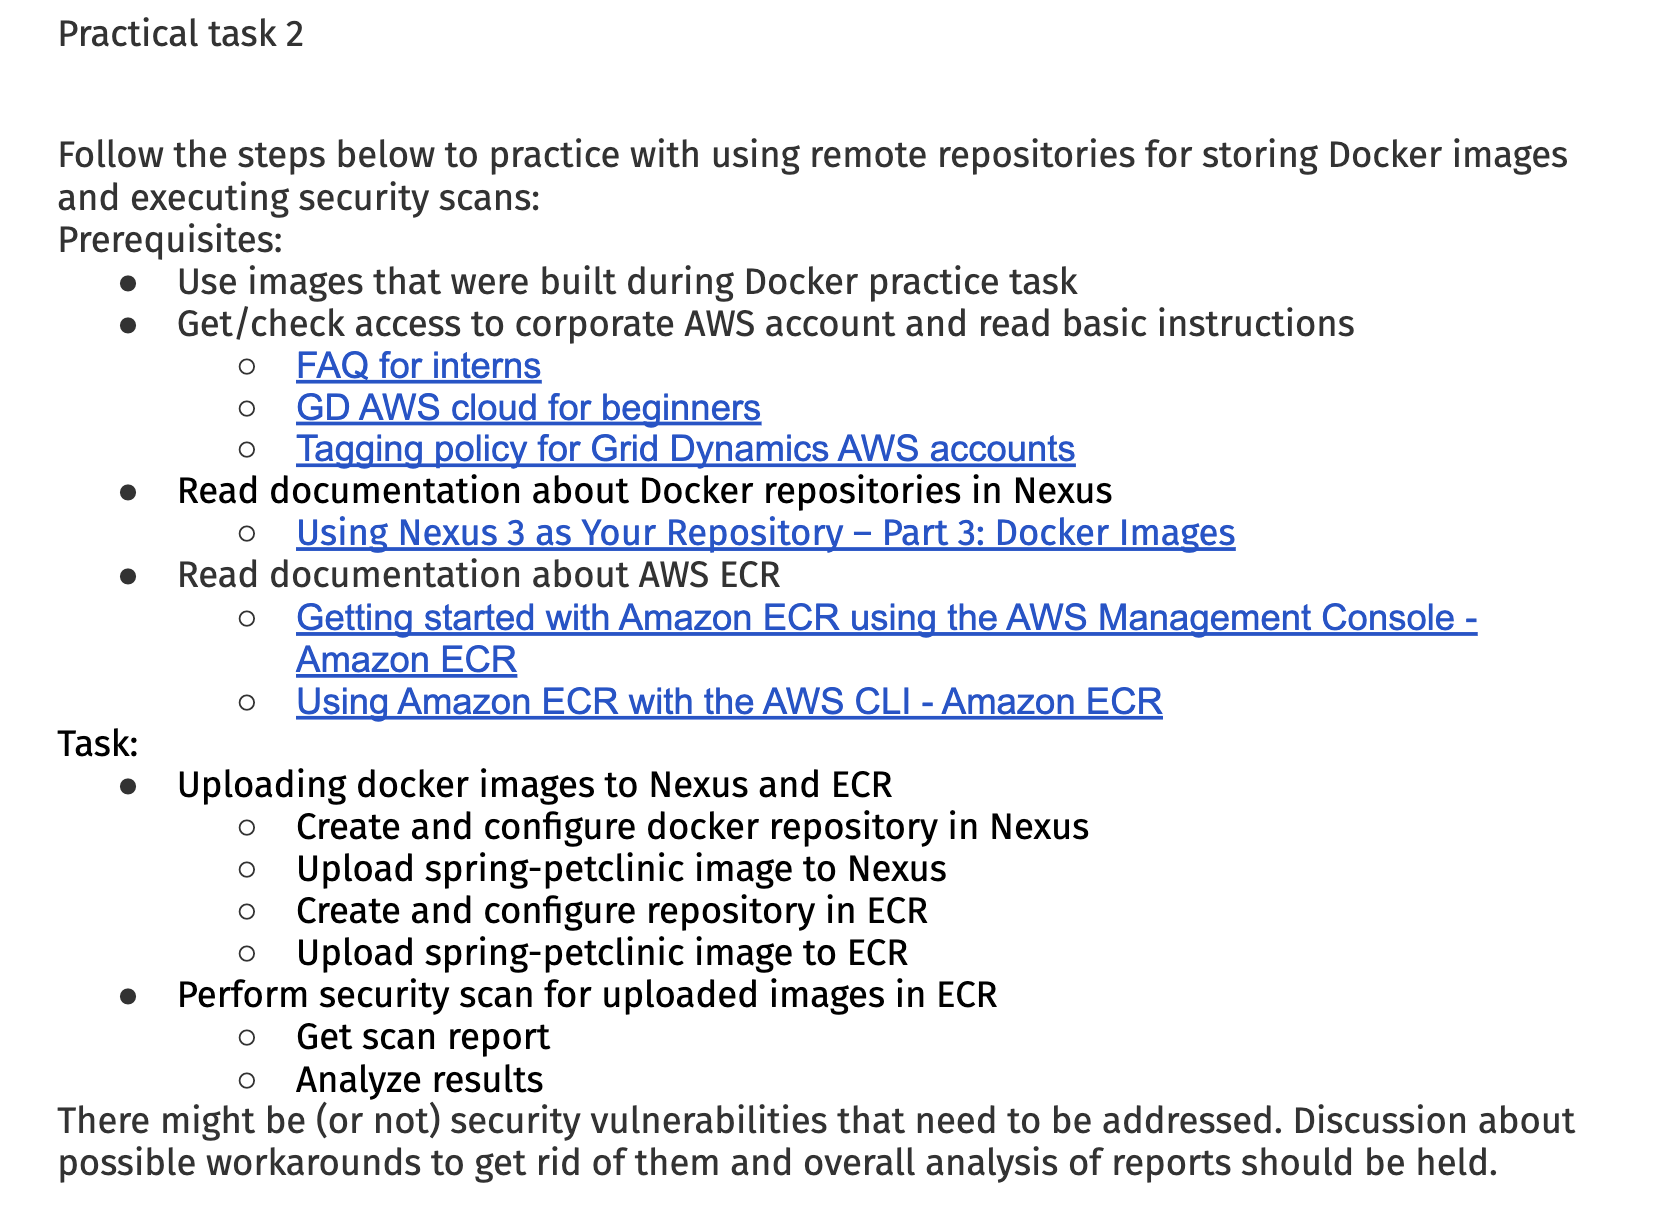 Practical task 2
Follow the steps below to practice with using remote repositories for storing Docker images
and executing security scans:
Prerequisites:
● Use images that were built during Docker practice task
● Get/check access to corporate AWS account and read basic instructions
○ FAQ for interns
○ GD AWS cloud for beginners
○ Tagging policy for Grid Dynamics AWS accounts
● Read documentation about Docker repositories in Nexus
○ Using Nexus 3 as Your Repository – Part 3: Docker Images
● Read documentation about AWS ECR
○ Getting started with Amazon ECR using the AWS Management Console -
Amazon ECR
○ Using Amazon ECR with the AWS CLI - Amazon ECR
Task:
● Uploading docker images to Nexus and ECR
○ Create and configure docker repository in Nexus
○ Upload spring-petclinic image to Nexus
○ Create and configure repository in ECR
○ Upload spring-petclinic image to ECR
● Perform security scan for uploaded images in ECR
○ Get scan report
○ Analyze results
There might be (or not) security vulnerabilities that need to be addressed. Discussion about
possible workarounds to get rid of them and overall analysis of reports should be held.